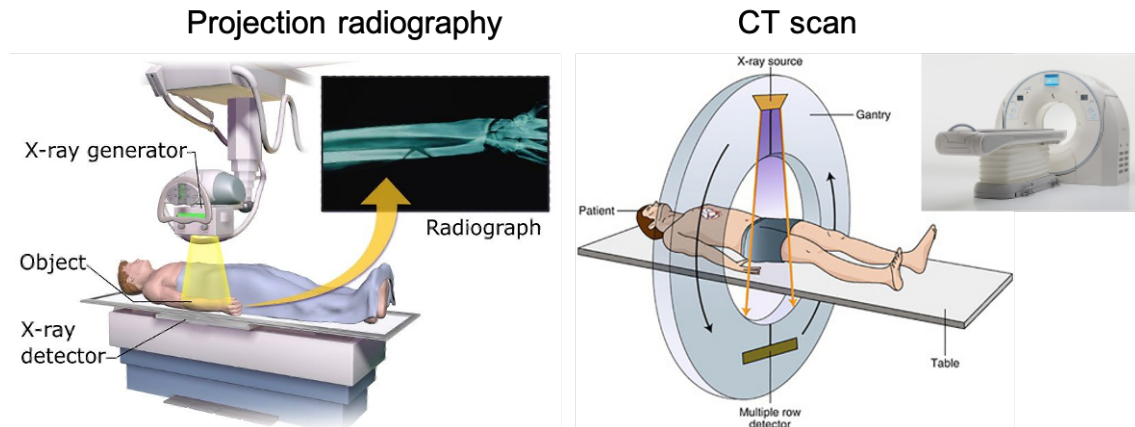 Projection radiography
X-ray generator
Radiograph
Object
X-ray
detector
CT scan
X-ray source
Gantry
Patient
Table
Multiple row
detector